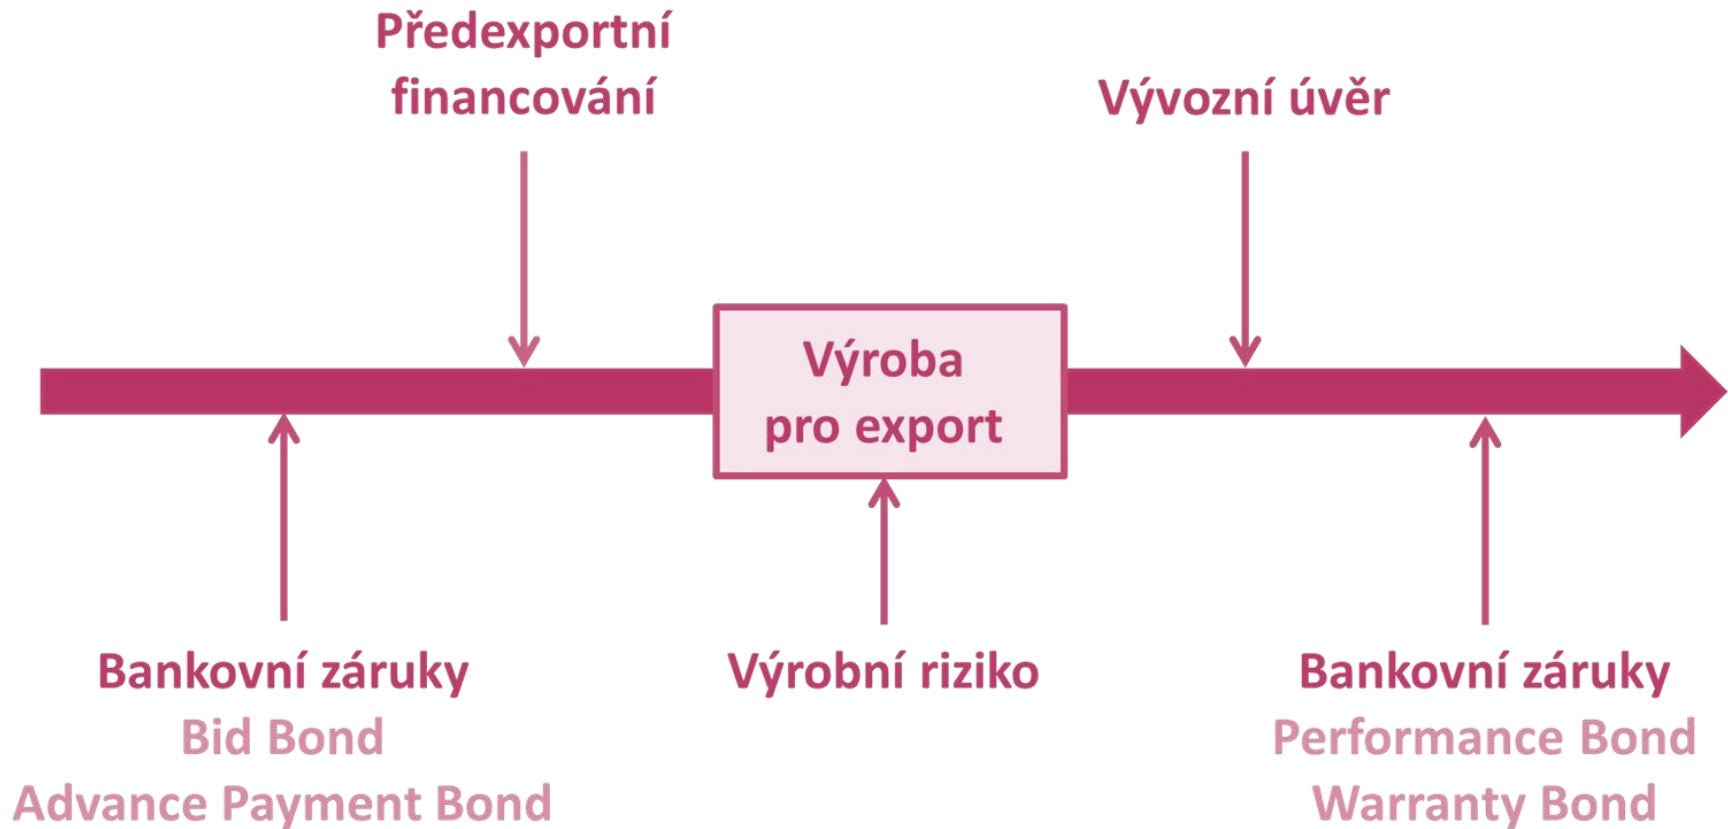 Předexportní
financování
Vývozní úvěr
Výroba
pro export
Bankovní záruky
Bid Bond
Advance Payment Bond
Výrobní riziko
Bankovní záruky
Performance Bond
Warranty Bond